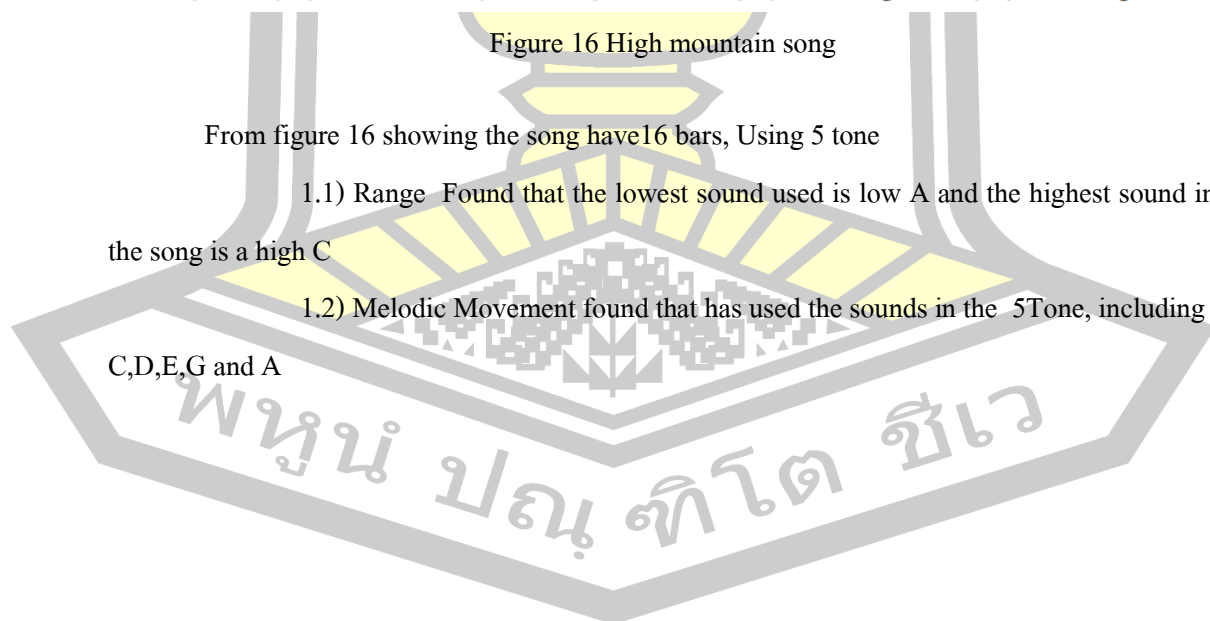 Figure 16 High mountain song
From figure 16 showing the song have16 bars, Using 5 tone
1.1) Range Found that the lowest sound used is low A and the highest sound in
the song is a high C
1.2) Melodic Movement found that has used the sounds in the 5Tone, including
C,D,E,G and A
พหูนํ ปณฺฑิโต ชีเว